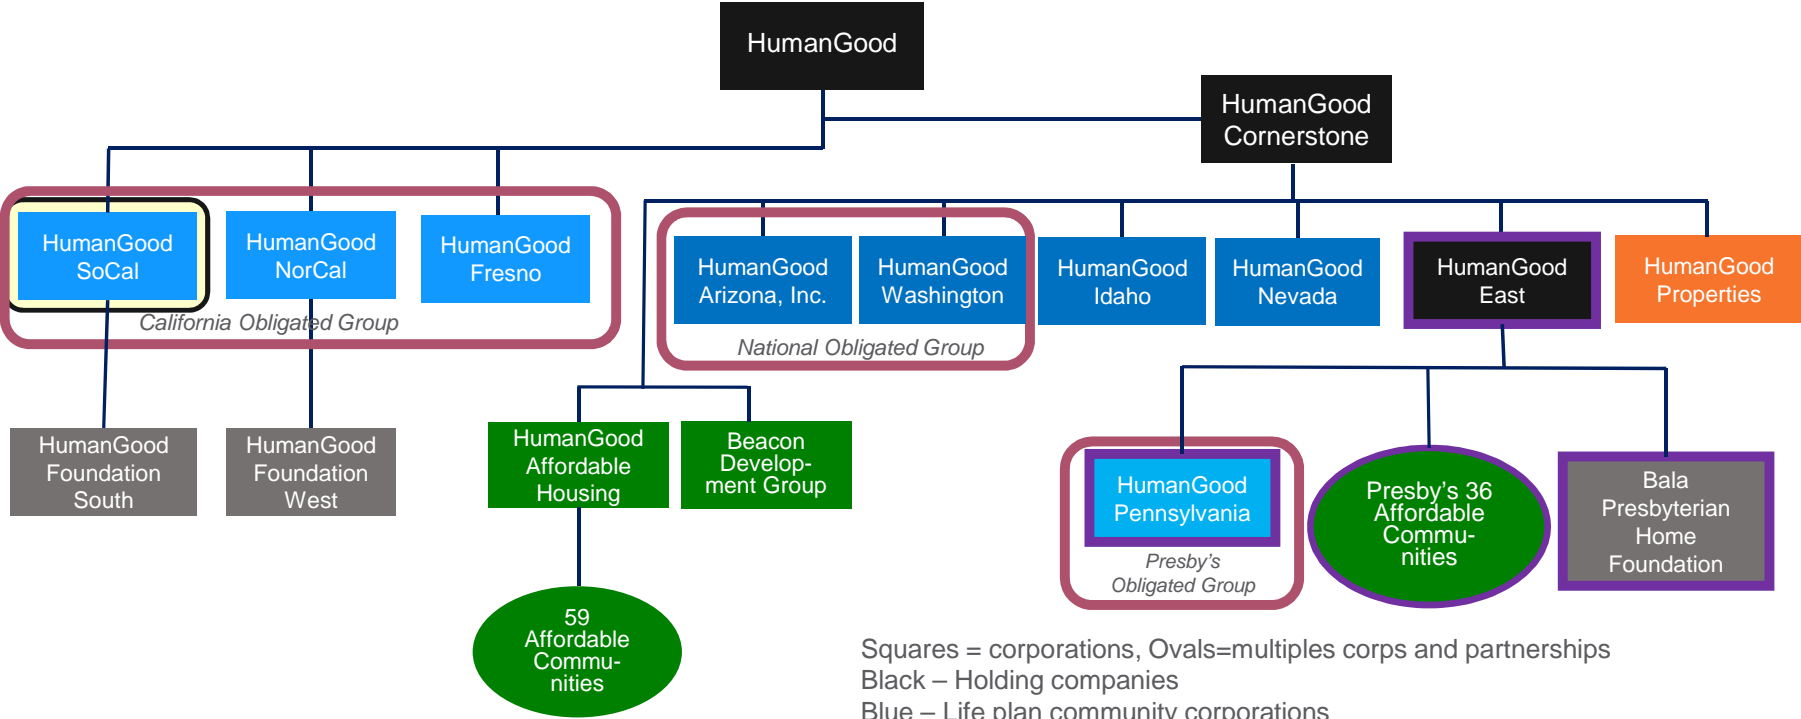 HumanGood
HumanGood
Cornerstone
HumanGood
SoCal
HumanGood
NorCal
HumanGood
Fresno
California Obligated Group
HumanGood
Arizona, Inc.
HumanGood
Washington
National Obligated Group
HumanGood
Idaho
HumanGood
Nevada
HumanGood
East
HumanGood
Properties
HumanGood
Foundation
South
HumanGood
Foundation
West
HumanGood
Affordable
Housing
Beacon
Develop-
ment Group
HumanGood
Pennsylvania
Presby’s
Obligated Group
Presby’s 36
Affordable
Commu-
nities
Bala
Presbyterian
Home
Foundation
59
Affordable
Commu-
nities
Squares = corporations, Ovals=multiples corps and partnerships
Black – Holding companies
Blue – Life plan community corporations